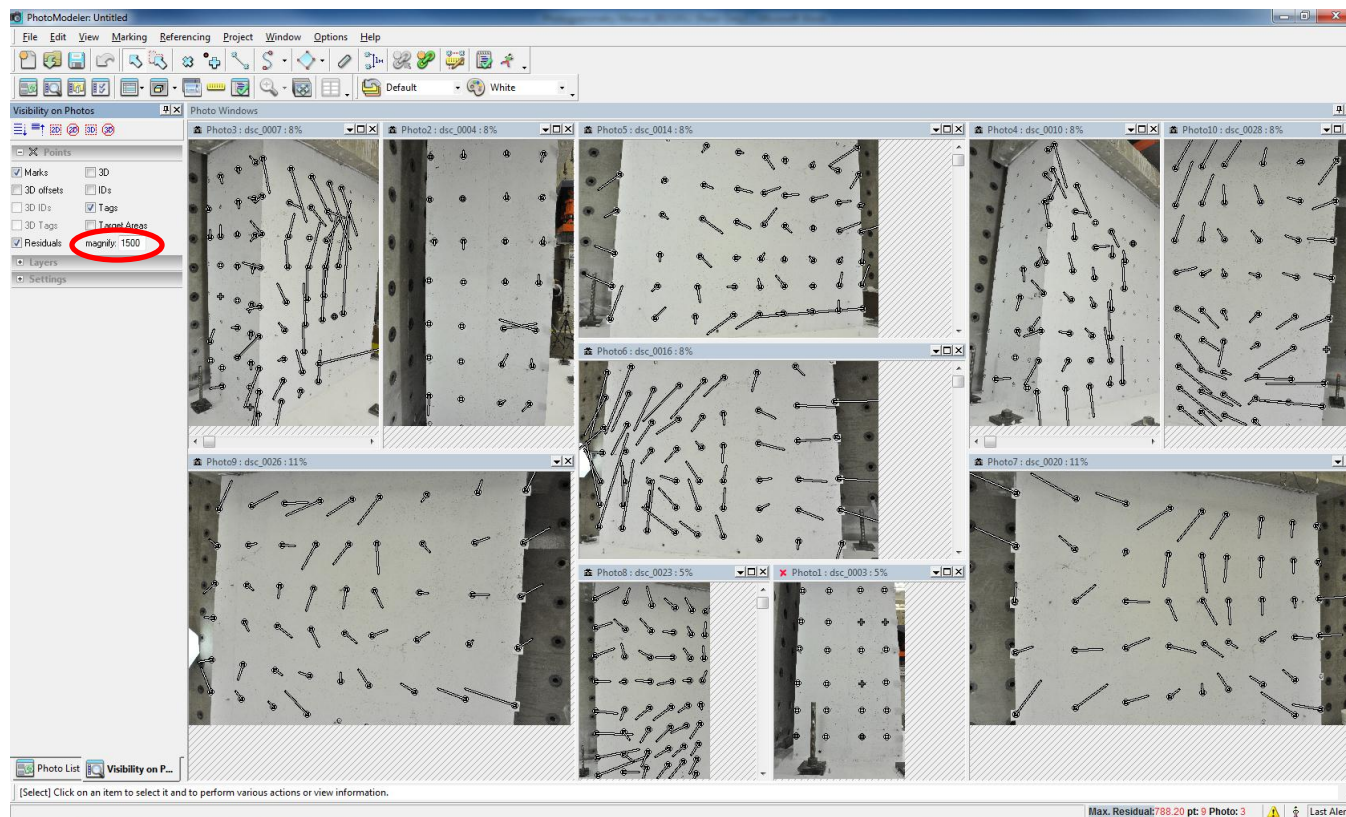 PhotoModeler: Untitled
File Edit View Marking Referencing Project Window Options Help
Default White
Visibility on Photos
Photo Windows
2D 2D 3D 3D
Points
Marks 3D
3D offsets IDs
3D IDs Tags
3D Tags Target Areas
Residuals magnify: 1500
Layers
Settings
Photo3 : dsc_0007 : 8%
Photo2 : dsc_0004 : 8%
Photo5 : dsc_0014 : 8%
Photo4 : dsc_0010 : 8%
Photo10 : dsc_0028 : 8%
Photo6 : dsc_0016 : 8%
Photo9 : dsc_0026 : 11%
Photo7 : dsc_0020 : 11%
Photo8 : dsc_0023 : 5%
Photo1 : dsc_0003 : 5%
Photo List Visibility on P...
[Select] Click on an item to select it and to perform various actions or view information.
Max. Residual:788.20 pt: 9 Photo: 3 Last Aler